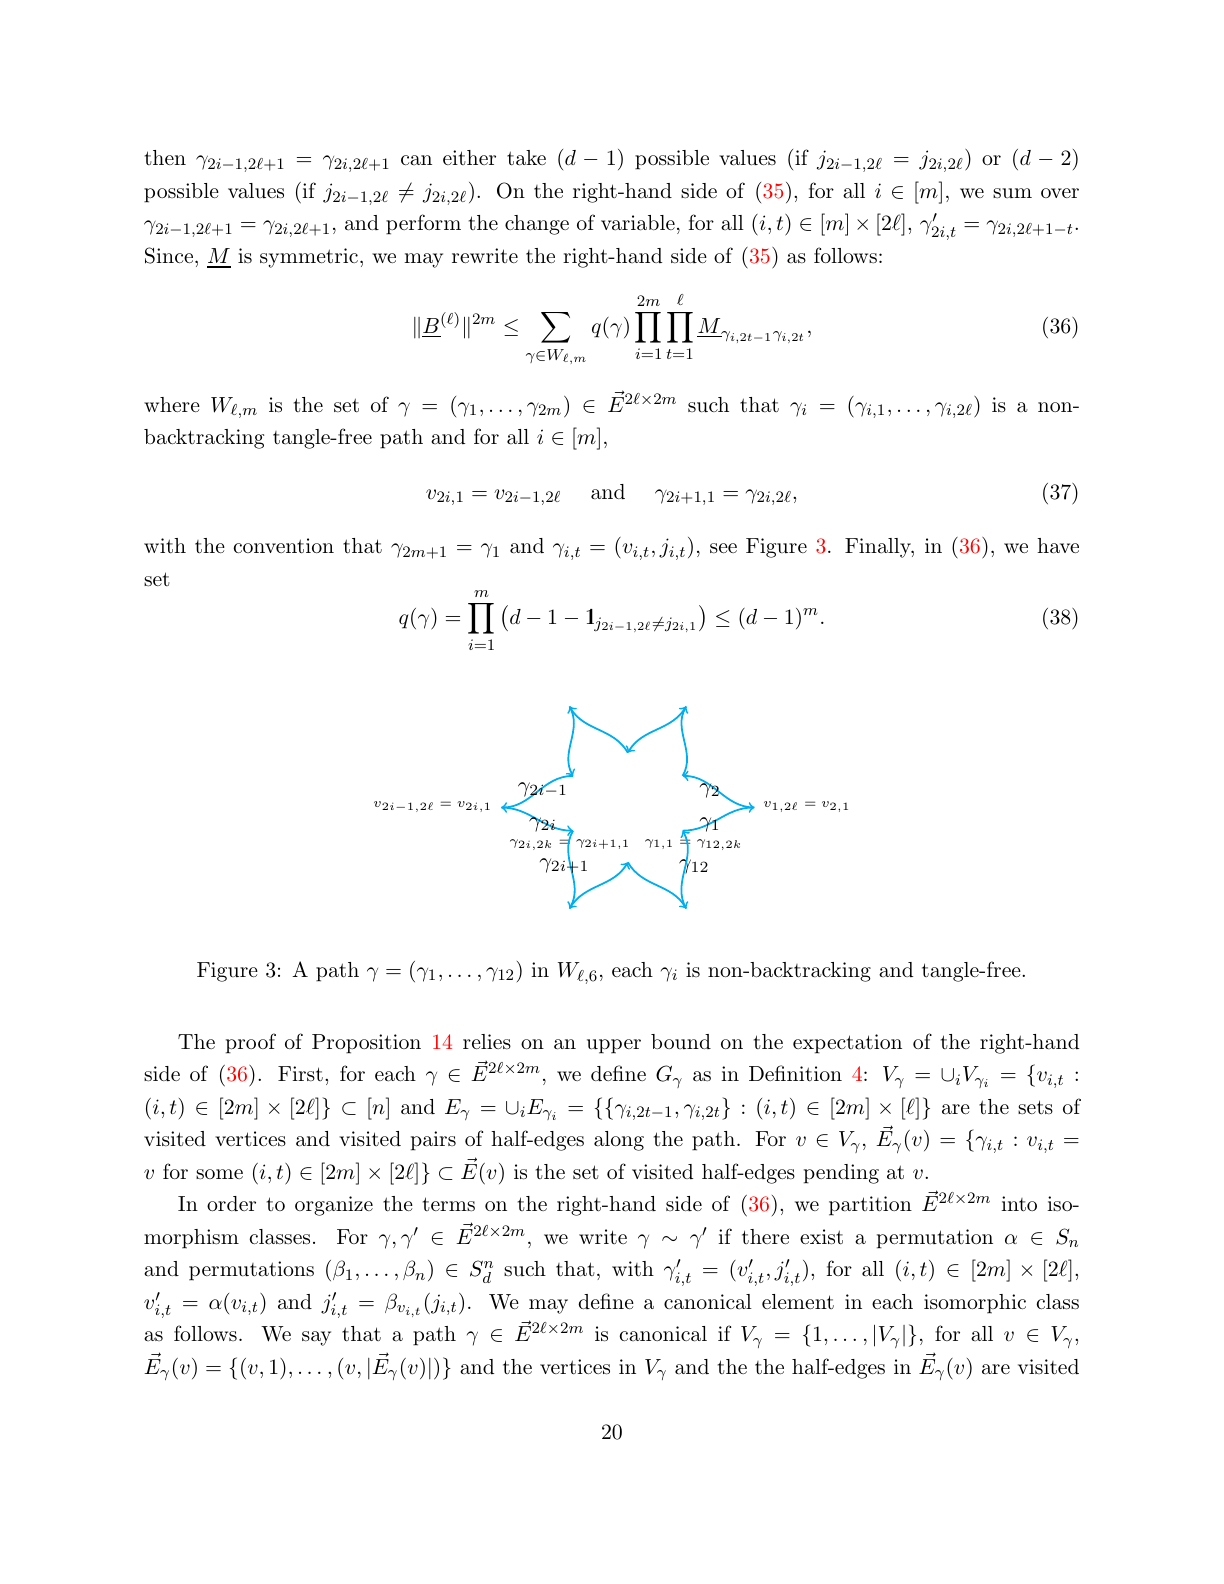 then γ_{2i−1,2ℓ+1} = γ_{2i,2ℓ+1} can either take (d − 1) possible values (if j_{2i−1,2ℓ} = j_{2i,2ℓ}) or (d − 2)
possible values (if j_{2i−1,2ℓ} ≠ j_{2i,2ℓ}). On the right-hand side of (35), for all i ∈ [m], we sum over
γ_{2i−1,2ℓ+1} = γ_{2i,2ℓ+1}, and perform the change of variable, for all (i, t) ∈ [m] × [2ℓ], γ′_{2i,t} = γ_{2i,2ℓ+1−t}.
Since, \underline{M} is symmetric, we may rewrite the right-hand side of (35) as follows:
‖\underline{B}^{(ℓ)}‖^{2m} ≤ ∑_{γ∈W_{ℓ,m}} q(γ) ∏_{i=1}^{2m} ∏_{t=1}^{ℓ} \underline{M}_{γ_{i,2t−1}γ_{i,2t}}, (36)
where W_{ℓ,m} is the set of γ = (γ_1, . . . , γ_{2m}) ∈ \vec{E}^{2ℓ×2m} such that γ_i = (γ_{i,1}, . . . , γ_{i,2ℓ}) is a non-
backtracking tangle-free path and for all i ∈ [m],
v_{2i,1} = v_{2i−1,2ℓ} and γ_{2i+1,1} = γ_{2i,2ℓ}, (37)
with the convention that γ_{2m+1} = γ_1 and γ_{i,t} = (v_{i,t}, j_{i,t}), see Figure 3. Finally, in (36), we have
set
q(γ) = ∏_{i=1}^{m} (d − 1 − 𝟏_{j_{2i−1,2ℓ}≠j_{2i,1}}) ≤ (d − 1)^m. (38)
γ_{2i−1} γ_2
v_{2i−1,2ℓ} = v_{2i,1} v_{1,2ℓ} = v_{2,1}
γ_{2i} γ_1
γ_{2i,2k} = γ_{2i+1,1} γ_{1,1} = γ_{12,2k}
γ_{2i+1} γ_{12}
Figure 3: A path γ = (γ_1, . . . , γ_{12}) in W_{ℓ,6}, each γ_i is non-backtracking and tangle-free.
The proof of Proposition 14 relies on an upper bound on the expectation of the right-hand
side of (36). First, for each γ ∈ \vec{E}^{2ℓ×2m}, we define G_γ as in Definition 4: V_γ = ∪_iV_{γ_i} = {v_{i,t} :
(i, t) ∈ [2m] × [2ℓ]} ⊂ [n] and E_γ = ∪_iE_{γ_i} = {{γ_{i,2t−1}, γ_{i,2t}} : (i, t) ∈ [2m] × [ℓ]} are the sets of
visited vertices and visited pairs of half-edges along the path. For v ∈ V_γ, \vec{E}_γ(v) = {γ_{i,t} : v_{i,t} =
v for some (i, t) ∈ [2m] × [2ℓ]} ⊂ \vec{E}(v) is the set of visited half-edges pending at v.
In order to organize the terms on the right-hand side of (36), we partition \vec{E}^{2ℓ×2m} into iso-
morphism classes. For γ, γ′ ∈ \vec{E}^{2ℓ×2m}, we write γ ∼ γ′ if there exist a permutation α ∈ S_n
and permutations (β_1, . . . , β_n) ∈ S_d^n such that, with γ′_{i,t} = (v′_{i,t}, j′_{i,t}), for all (i, t) ∈ [2m] × [2ℓ],
v′_{i,t} = α(v_{i,t}) and j′_{i,t} = β_{v_{i,t}}(j_{i,t}). We may define a canonical element in each isomorphic class
as follows. We say that a path γ ∈ \vec{E}^{2ℓ×2m} is canonical if V_γ = {1, . . . , |V_γ|}, for all v ∈ V_γ,
\vec{E}_γ(v) = {(v, 1), . . . , (v, |\vec{E}_γ(v)|)} and the vertices in V_γ and the the half-edges in \vec{E}_γ(v) are visited
20